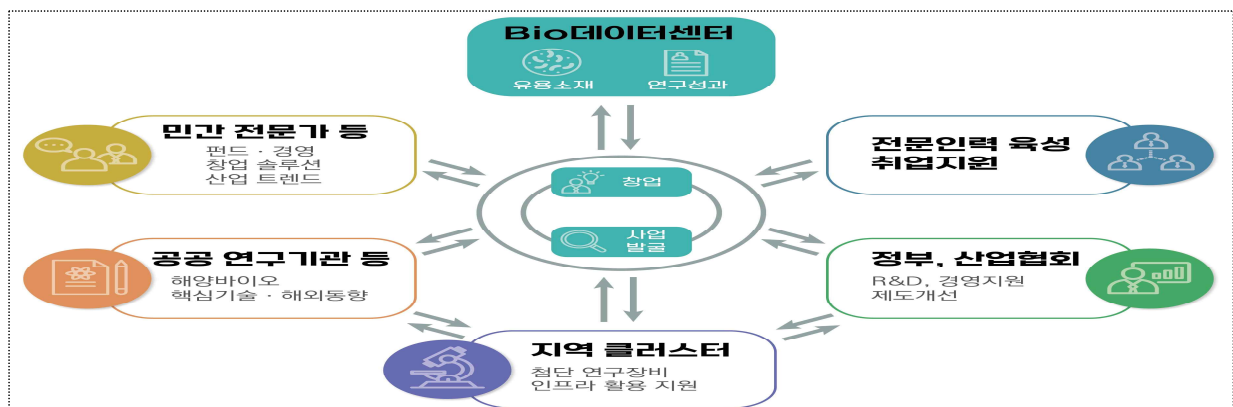 Bio데이터센터
유용소재
연구성과
민간 전문가 등
펀드 · 경영
창업 솔루션
산업 트렌드
전문인력 육성
취업지원
창업
사업
발굴
공공 연구기관 등
해양바이오
핵심기술 · 해외동향
정부, 산업협회
R&D, 경영지원
제도개선
지역 클러스터
첨단 연구장비
인프라 활용 지원